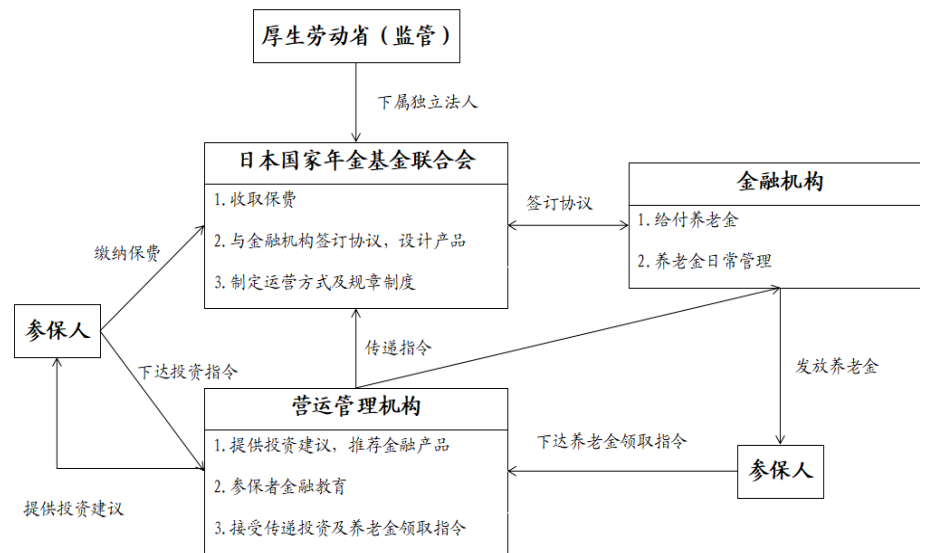 厚生劳动省（监管）
下属独立法人
日本国家年金基金联合会
1.收取保费
2.与金融机构签订协议，设计产品
3.制定运营方式及规章制度
签订协议
金融机构
1.给付养老金
2.养老金日常管理
缴纳保费
参保人
下达投资指令
传递指令
发放养老金
营运管理机构
1.提供投资建议，推荐金融产品
2.参保者金融教育
3.接受传递投资及养老金领取指令
下达养老金领取指令
参保人
提供投资建议